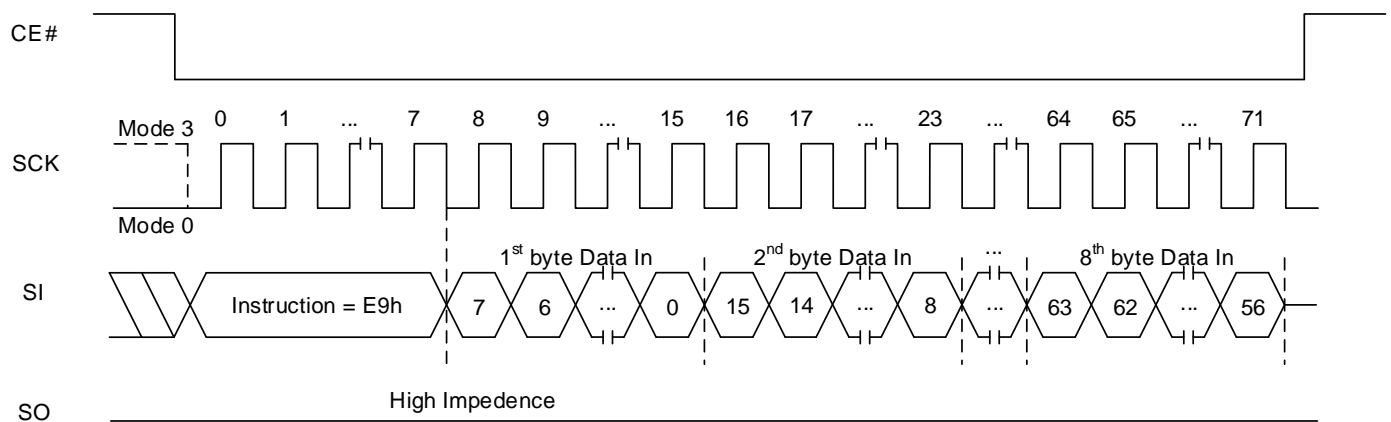 CE#
Mode 3 0 1 ... 7 8 9 ... 15 16 17 ... 23 ... 64 65 ... 71
SCK
Mode 0
1st byte Data In 2nd byte Data In ... 8th byte Data In
SI Instruction = E9h 7 6 ... 0 15 14 ... 8 ... 63 62 ... 56
High Impedence
SO